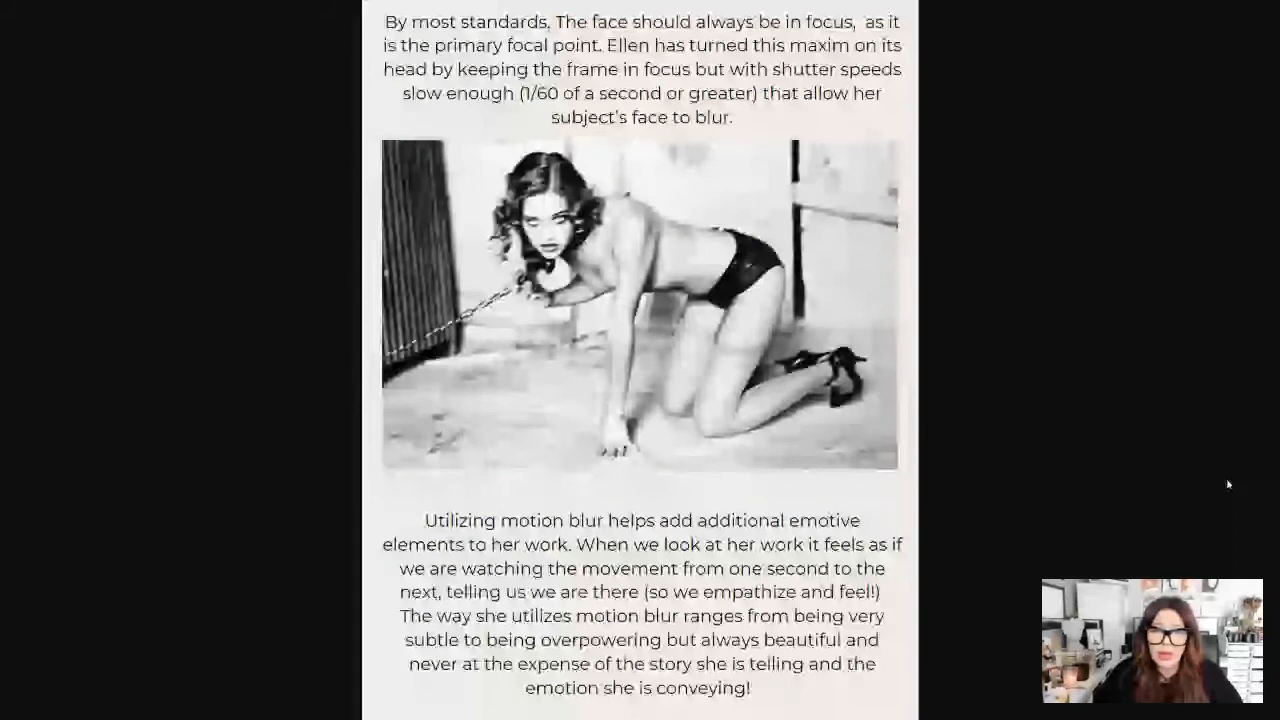 By most standards, The face should always be in focus, as it
is the primary focal point. Ellen has turned this maxim on its
head by keeping the frame in focus but with shutter speeds
slow enough (1/60 of a second or greater) that allow her
subject's face to blur.
Utilizing motion blur helps add additional emotive
elements to her work. When we look at her work it feels as if
we are watching the movement from one second to the
next, telling us we are there (so we empathize and feel!)
The way she utilizes motion blur ranges from being very
subtle to being overpowering but always beautiful and
never at the expense of the story she is telling and the
emotion she is conveying!